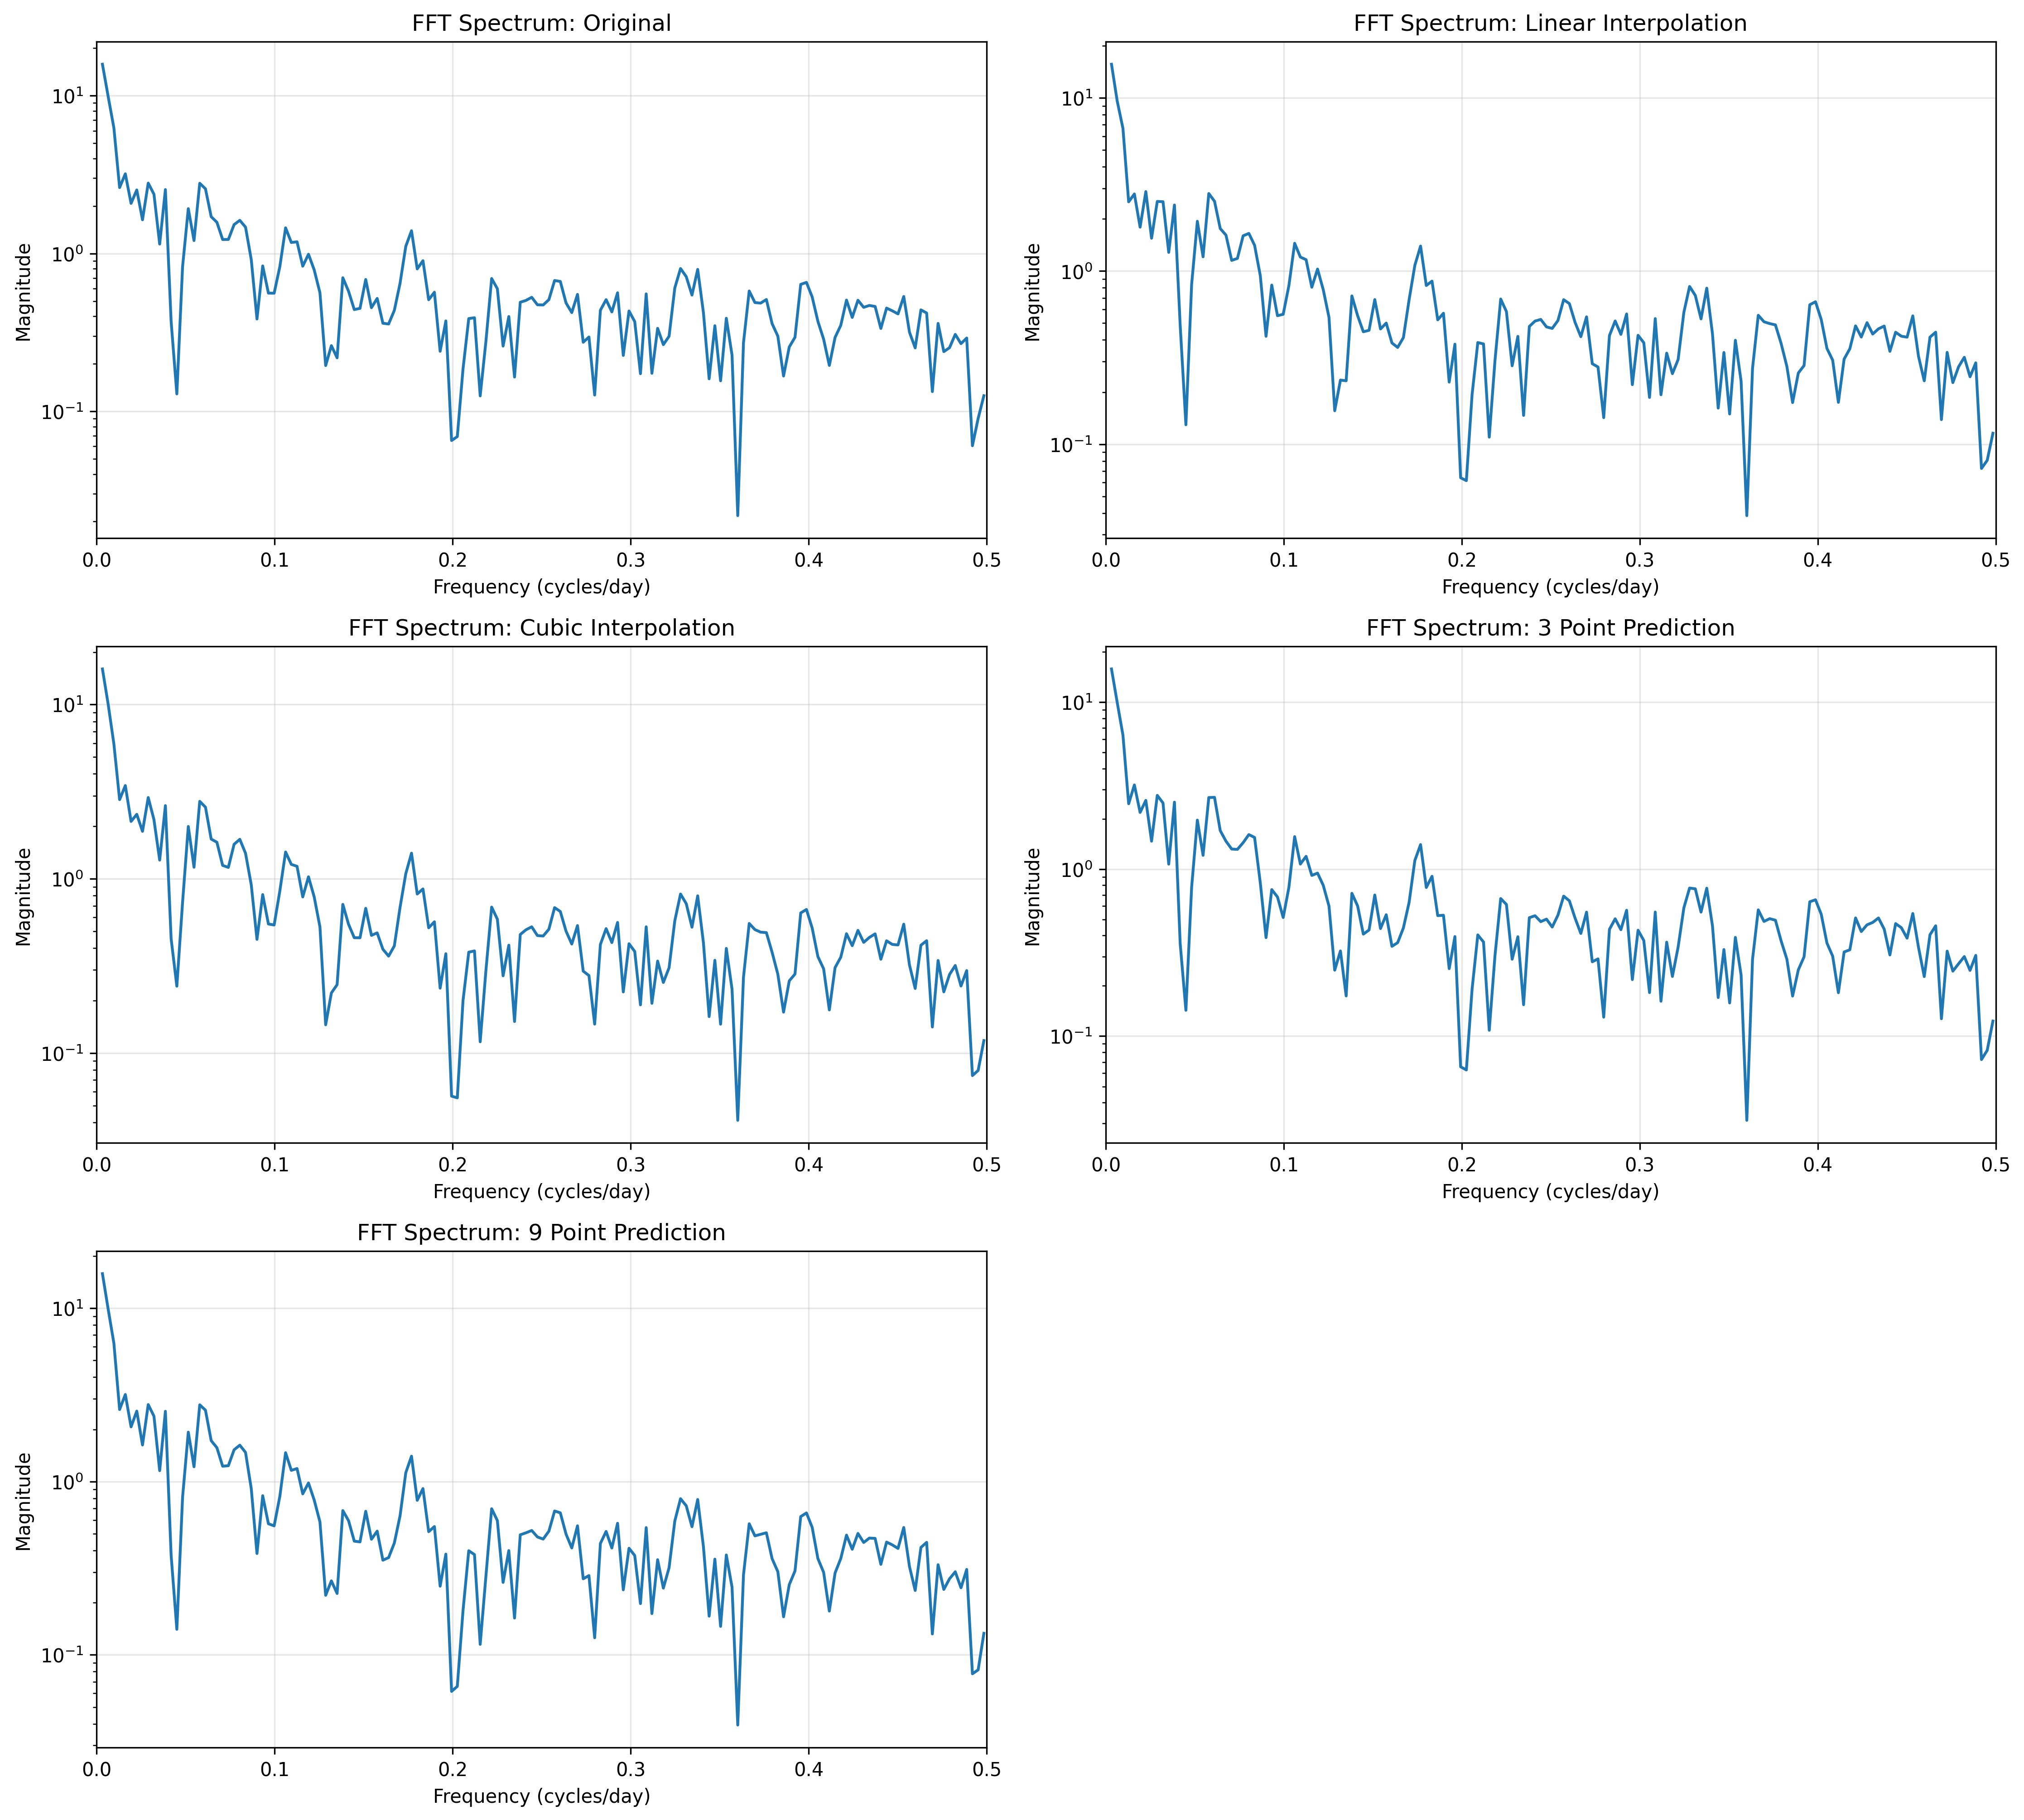 FFT Spectrum: Original
10¹
10⁰
10⁻¹
Magnitude
0.0 0.1 0.2 0.3 0.4 0.5
Frequency (cycles/day)
FFT Spectrum: Linear Interpolation
10¹
10⁰
10⁻¹
Magnitude
0.0 0.1 0.2 0.3 0.4 0.5
Frequency (cycles/day)
FFT Spectrum: Cubic Interpolation
10¹
10⁰
10⁻¹
Magnitude
0.0 0.1 0.2 0.3 0.4 0.5
Frequency (cycles/day)
FFT Spectrum: 3 Point Prediction
10¹
10⁰
10⁻¹
Magnitude
0.0 0.1 0.2 0.3 0.4 0.5
Frequency (cycles/day)
FFT Spectrum: 9 Point Prediction
10¹
10⁰
10⁻¹
Magnitude
0.0 0.1 0.2 0.3 0.4 0.5
Frequency (cycles/day)